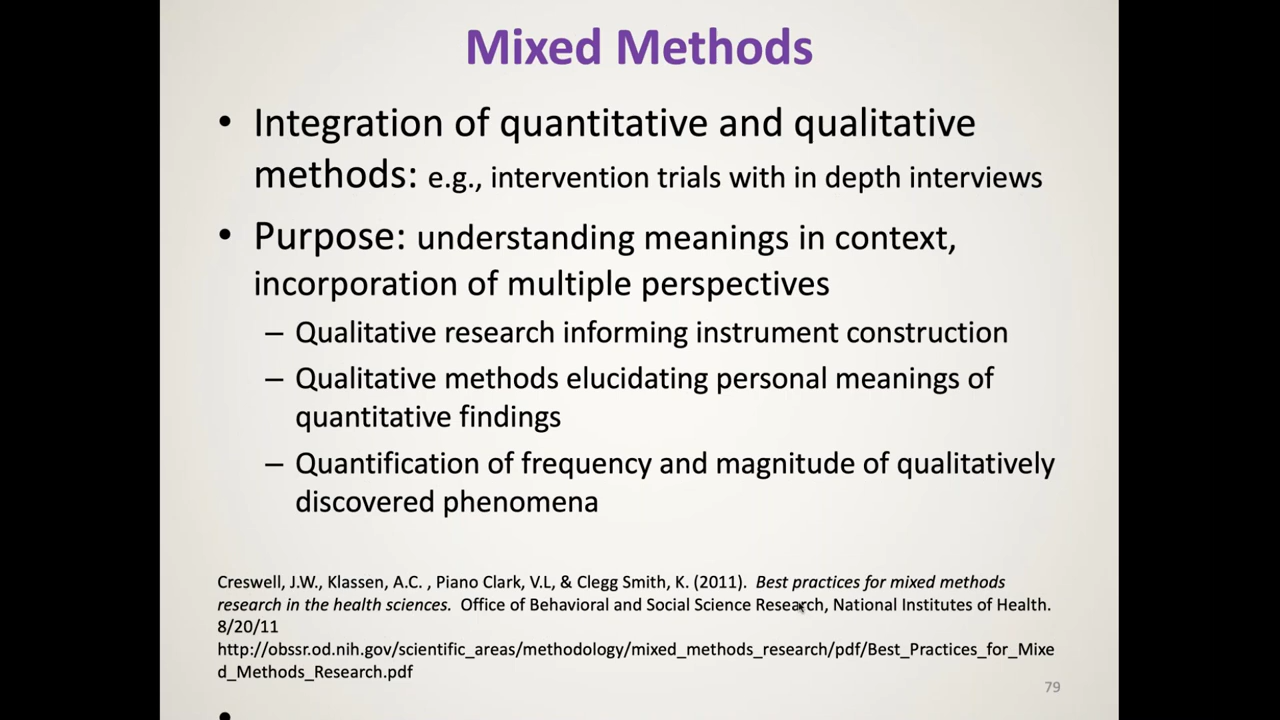 Mixed Methods
• Integration of quantitative and qualitative
methods: e.g., intervention trials with in depth interviews
• Purpose: understanding meanings in context,
incorporation of multiple perspectives
– Qualitative research informing instrument construction
– Qualitative methods elucidating personal meanings of
quantitative findings
– Quantification of frequency and magnitude of qualitatively
discovered phenomena
Creswell, J.W., Klassen, A.C. , Piano Clark, V.L, & Clegg Smith, K. (2011). Best practices for mixed methods
research in the health sciences. Office of Behavioral and Social Science Research, National Institutes of Health.
8/20/11
http://obssr.od.nih.gov/scientific_areas/methodology/mixed_methods_research/pdf/Best_Practices_for_Mixe
d_Methods_Research.pdf
79
•